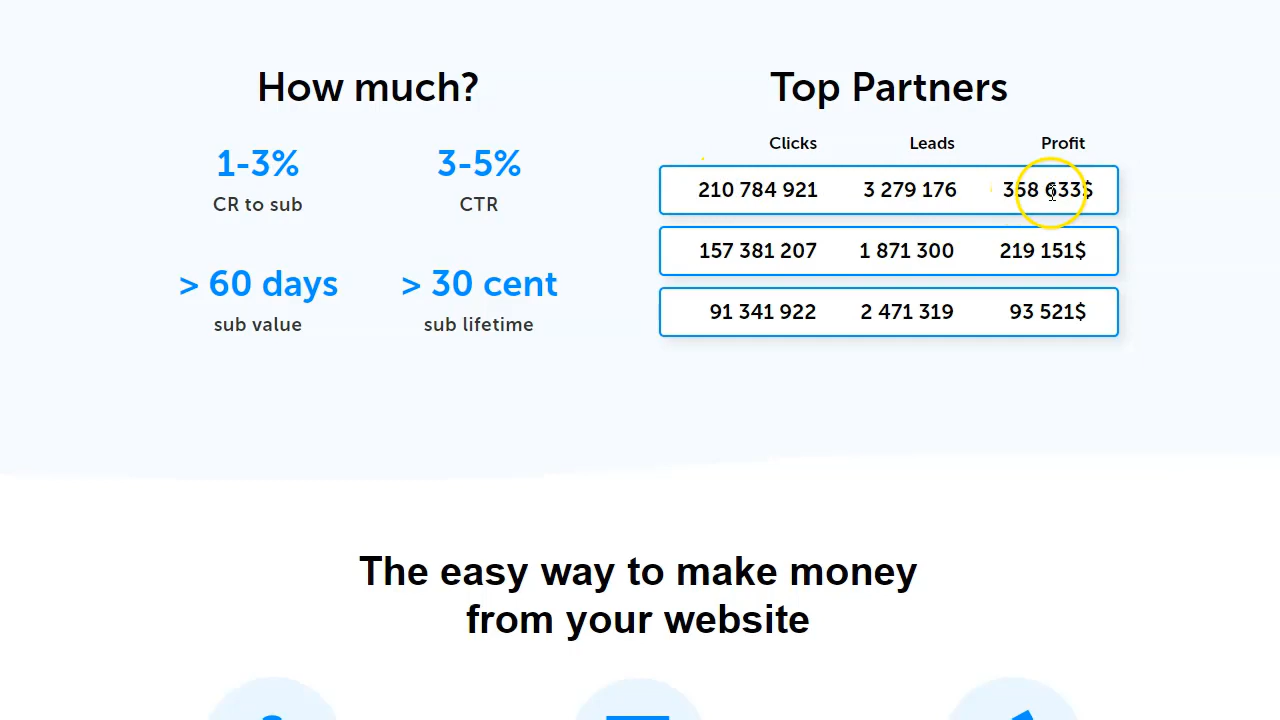 How much?
1-3%
CR to sub
3-5%
CTR
> 60 days
sub value
> 30 cent
sub lifetime
Top Partners
Clicks Leads Profit
210 784 921 3 279 176 358 633$
157 381 207 1 871 300 219 151$
91 341 922 2 471 319 93 521$
The easy way to make money
from your website